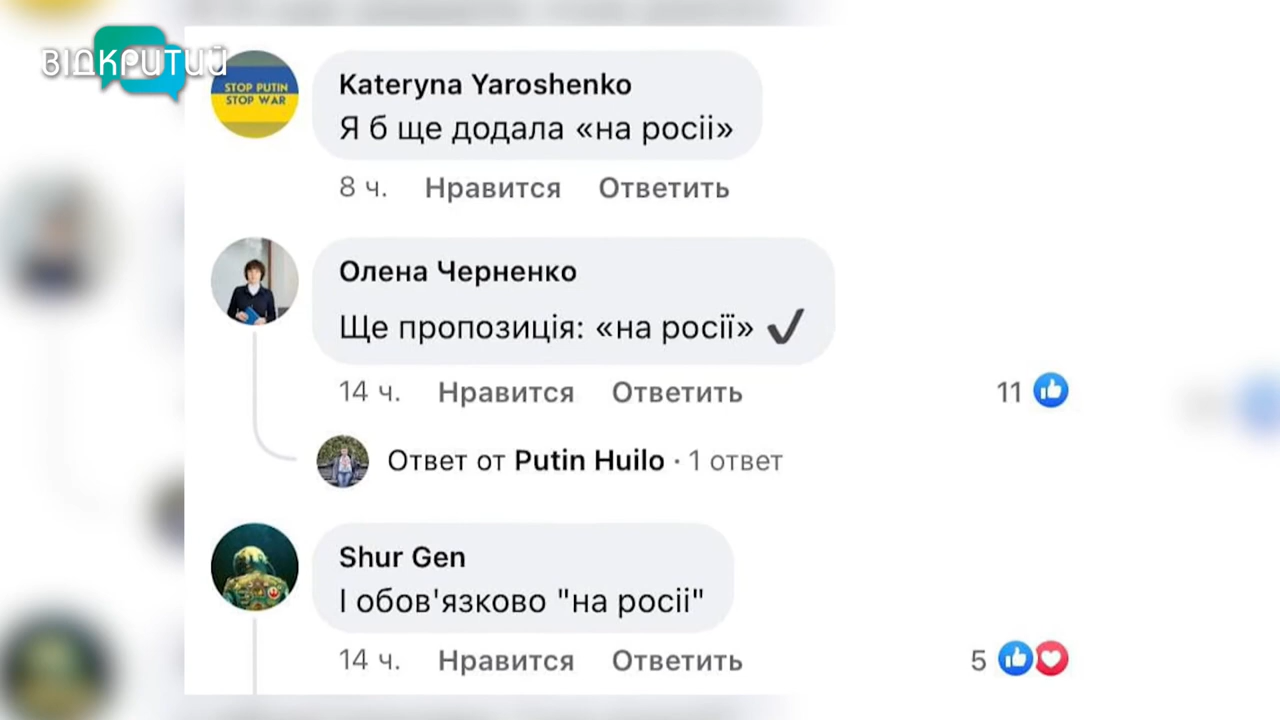 ВІДКРИТИЙ
STOP PUTIN
STOP WAR
Kateryna Yaroshenko
Я б ще додала «на росіі»
8 ч. Нравится Ответить
Олена Черненко
Ще пропозиція: «на росії» ✔
14 ч. Нравится Ответить 11
Ответ от Putin Huilo · 1 ответ
Shur Gen
І обов'язково "на росіі"
14 ч. Нравится Ответить 5